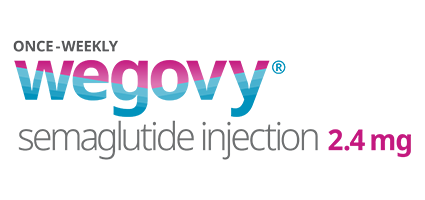 ONCE-WEEKLY
wegovy®
semaglutide injection 2.4 mg